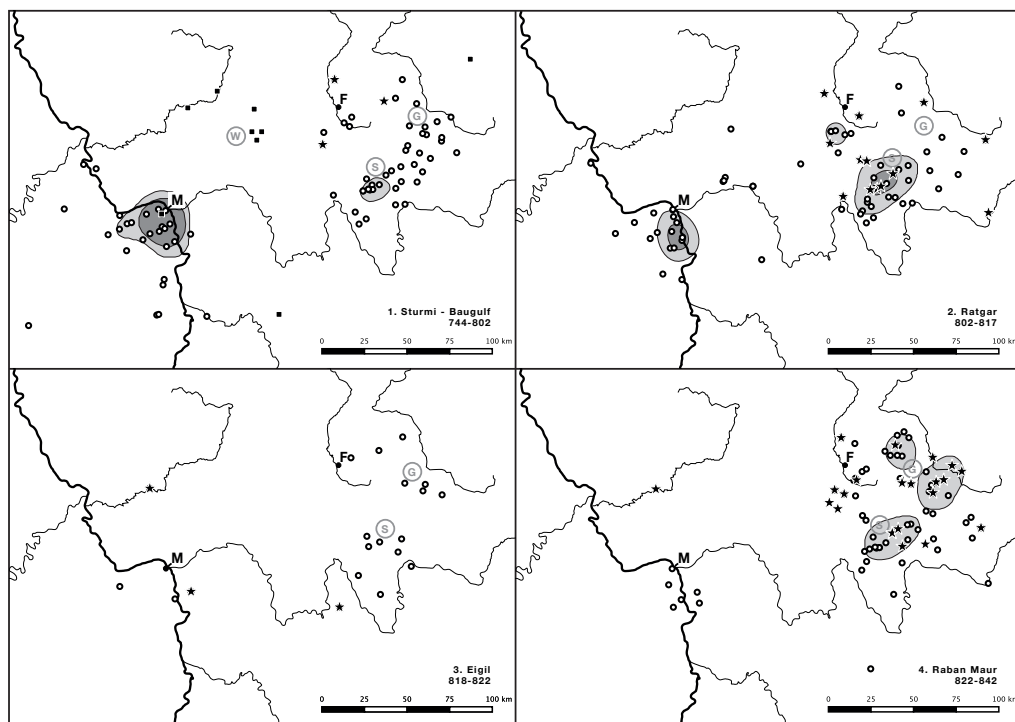 F
G
W
S
M
1. Sturmi - Baugulf
744-802
0 25 50 75 100 km
F
G
S
M
2. Ratgar
802-817
0 25 50 75 100 km
F
G
S
M
3. Eigil
818-822
0 25 50 75 100 km
F
G
S
M
4. Raban Maur
822-842
0 25 50 75 100 km